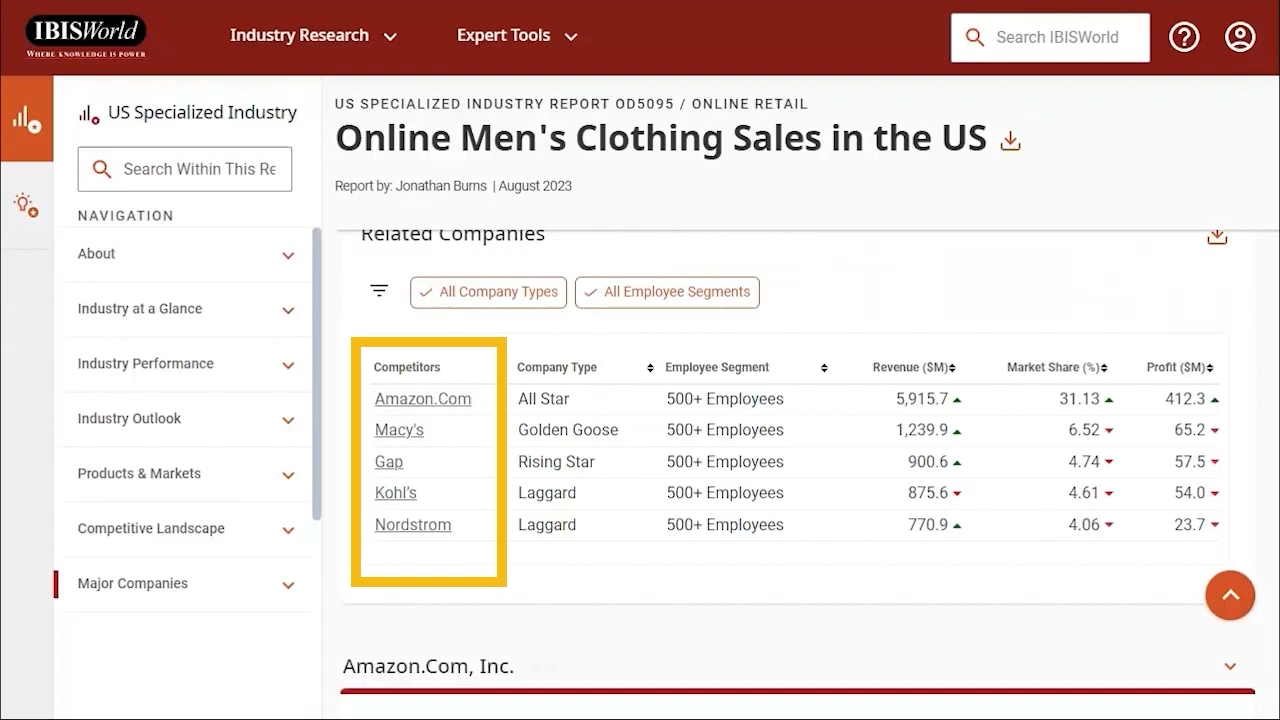 IBISWorld
WHERE KNOWLEDGE IS POWER
Industry Research
Expert Tools
Search IBISWorld
US Specialized Industry
Search Within This Re
NAVIGATION
About
Industry at a Glance
Industry Performance
Industry Outlook
Products & Markets
Competitive Landscape
Major Companies
US SPECIALIZED INDUSTRY REPORT OD5095 / ONLINE RETAIL
Online Men's Clothing Sales in the US
Report by: Jonathan Burns | August 2023
Related Companies
All Company Types All Employee Segments
Competitors Company Type Employee Segment Revenue ($M) Market Share (%) Profit ($M)
Amazon.Com All Star 500+ Employees 5,915.7 31.13 412.3
Macy's Golden Goose 500+ Employees 1,239.9 6.52 65.2
Gap Rising Star 500+ Employees 900.6 4.74 57.5
Kohl’s Laggard 500+ Employees 875.6 4.61 54.0
Nordstrom Laggard 500+ Employees 770.9 4.06 23.7
Amazon.Com, Inc.